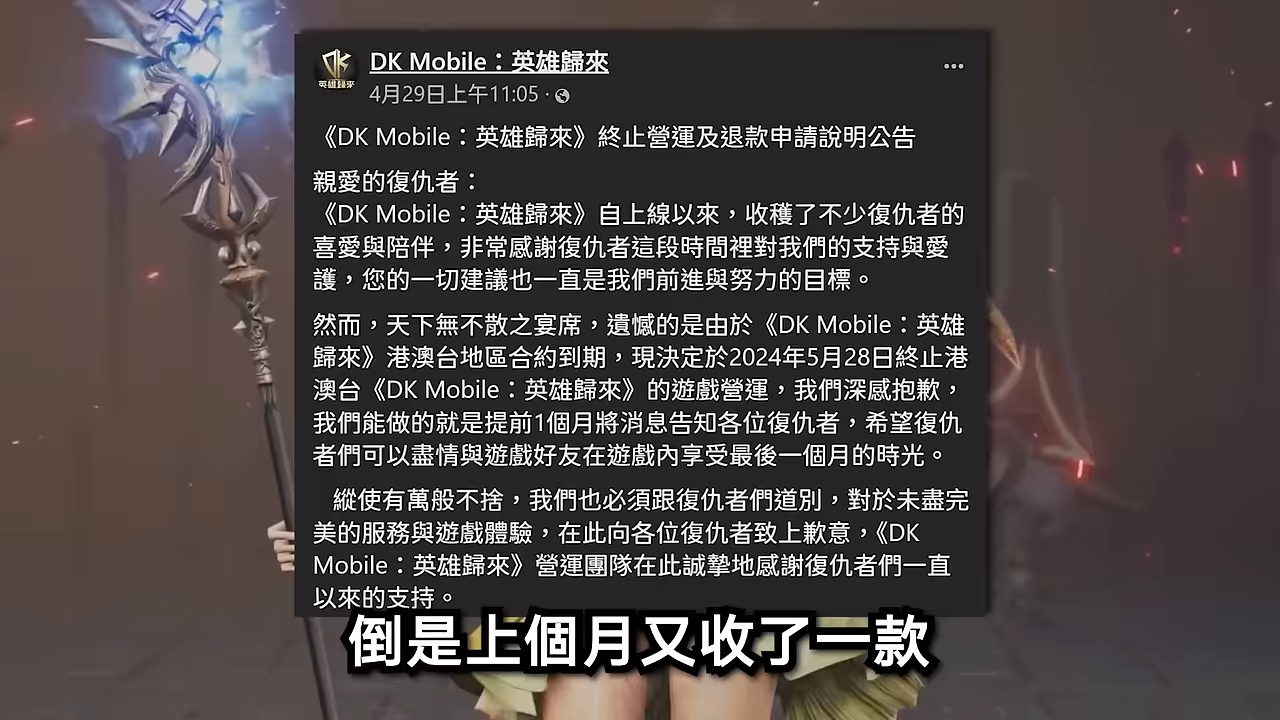 DK Mobile：英雄歸來
英雄歸來
4月29日上午11:05 ·
《DK Mobile：英雄歸來》終止營運及退款申請說明公告
親愛的復仇者：
《DK Mobile：英雄歸來》自上線以來，收穫了不少復仇者的
喜愛與陪伴，非常感謝復仇者這段時間裡對我們的支持與愛
護，您的一切建議也一直是我們前進與努力的目標。
然而，天下無不散之宴席，遺憾的是由於《DK Mobile：英雄
歸來》港澳台地區合約到期，現決定於2024年5月28日終止港
澳台《DK Mobile：英雄歸來》的遊戲營運，我們深感抱歉，
我們能做的就是提前1個月將消息告知各位復仇者，希望復仇
者們可以盡情與遊戲好友在遊戲內享受最後一個月的時光。
縱使有萬般不捨，我們也必須跟復仇者們道別，對於未盡完
美的服務與遊戲體驗，在此向各位復仇者致上歉意，《DK
Mobile：英雄歸來》營運團隊在此誠摯地感謝復仇者們一直
以來的支持。
倒是上個月又收了一款